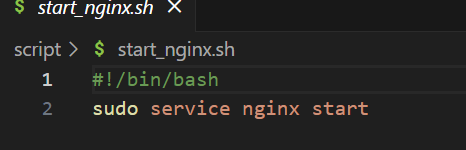 $ start_nginx.sh ×
script > $ start_nginx.sh
1 #!/bin/bash
2 sudo service nginx start